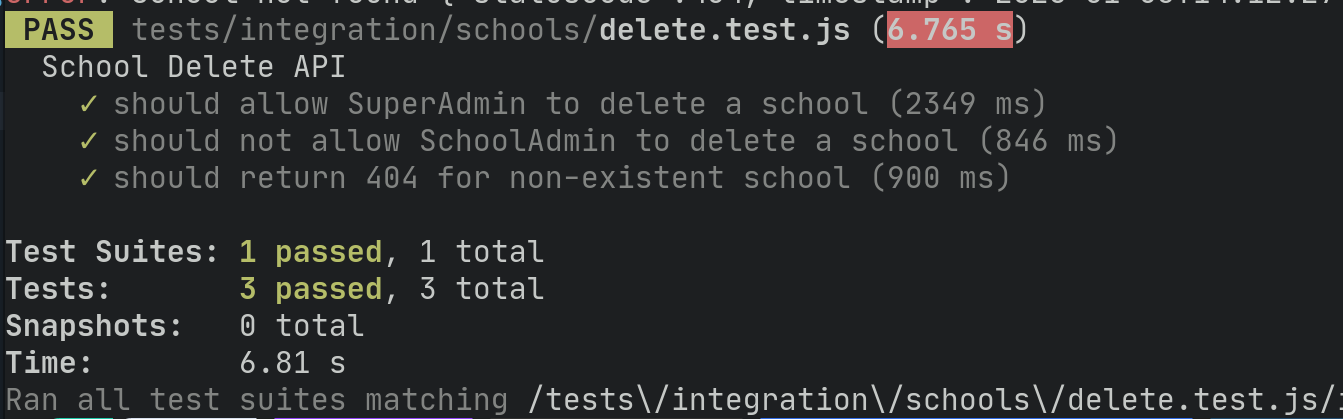 PASS tests/integration/schools/delete.test.js (6.765 s)
School Delete API
✓ should allow SuperAdmin to delete a school (2349 ms)
✓ should not allow SchoolAdmin to delete a school (846 ms)
✓ should return 404 for non-existent school (900 ms)
Test Suites: 1 passed, 1 total
Tests: 3 passed, 3 total
Snapshots: 0 total
Time: 6.81 s
Ran all test suites matching /tests\/integration\/schools\/delete.test.js/